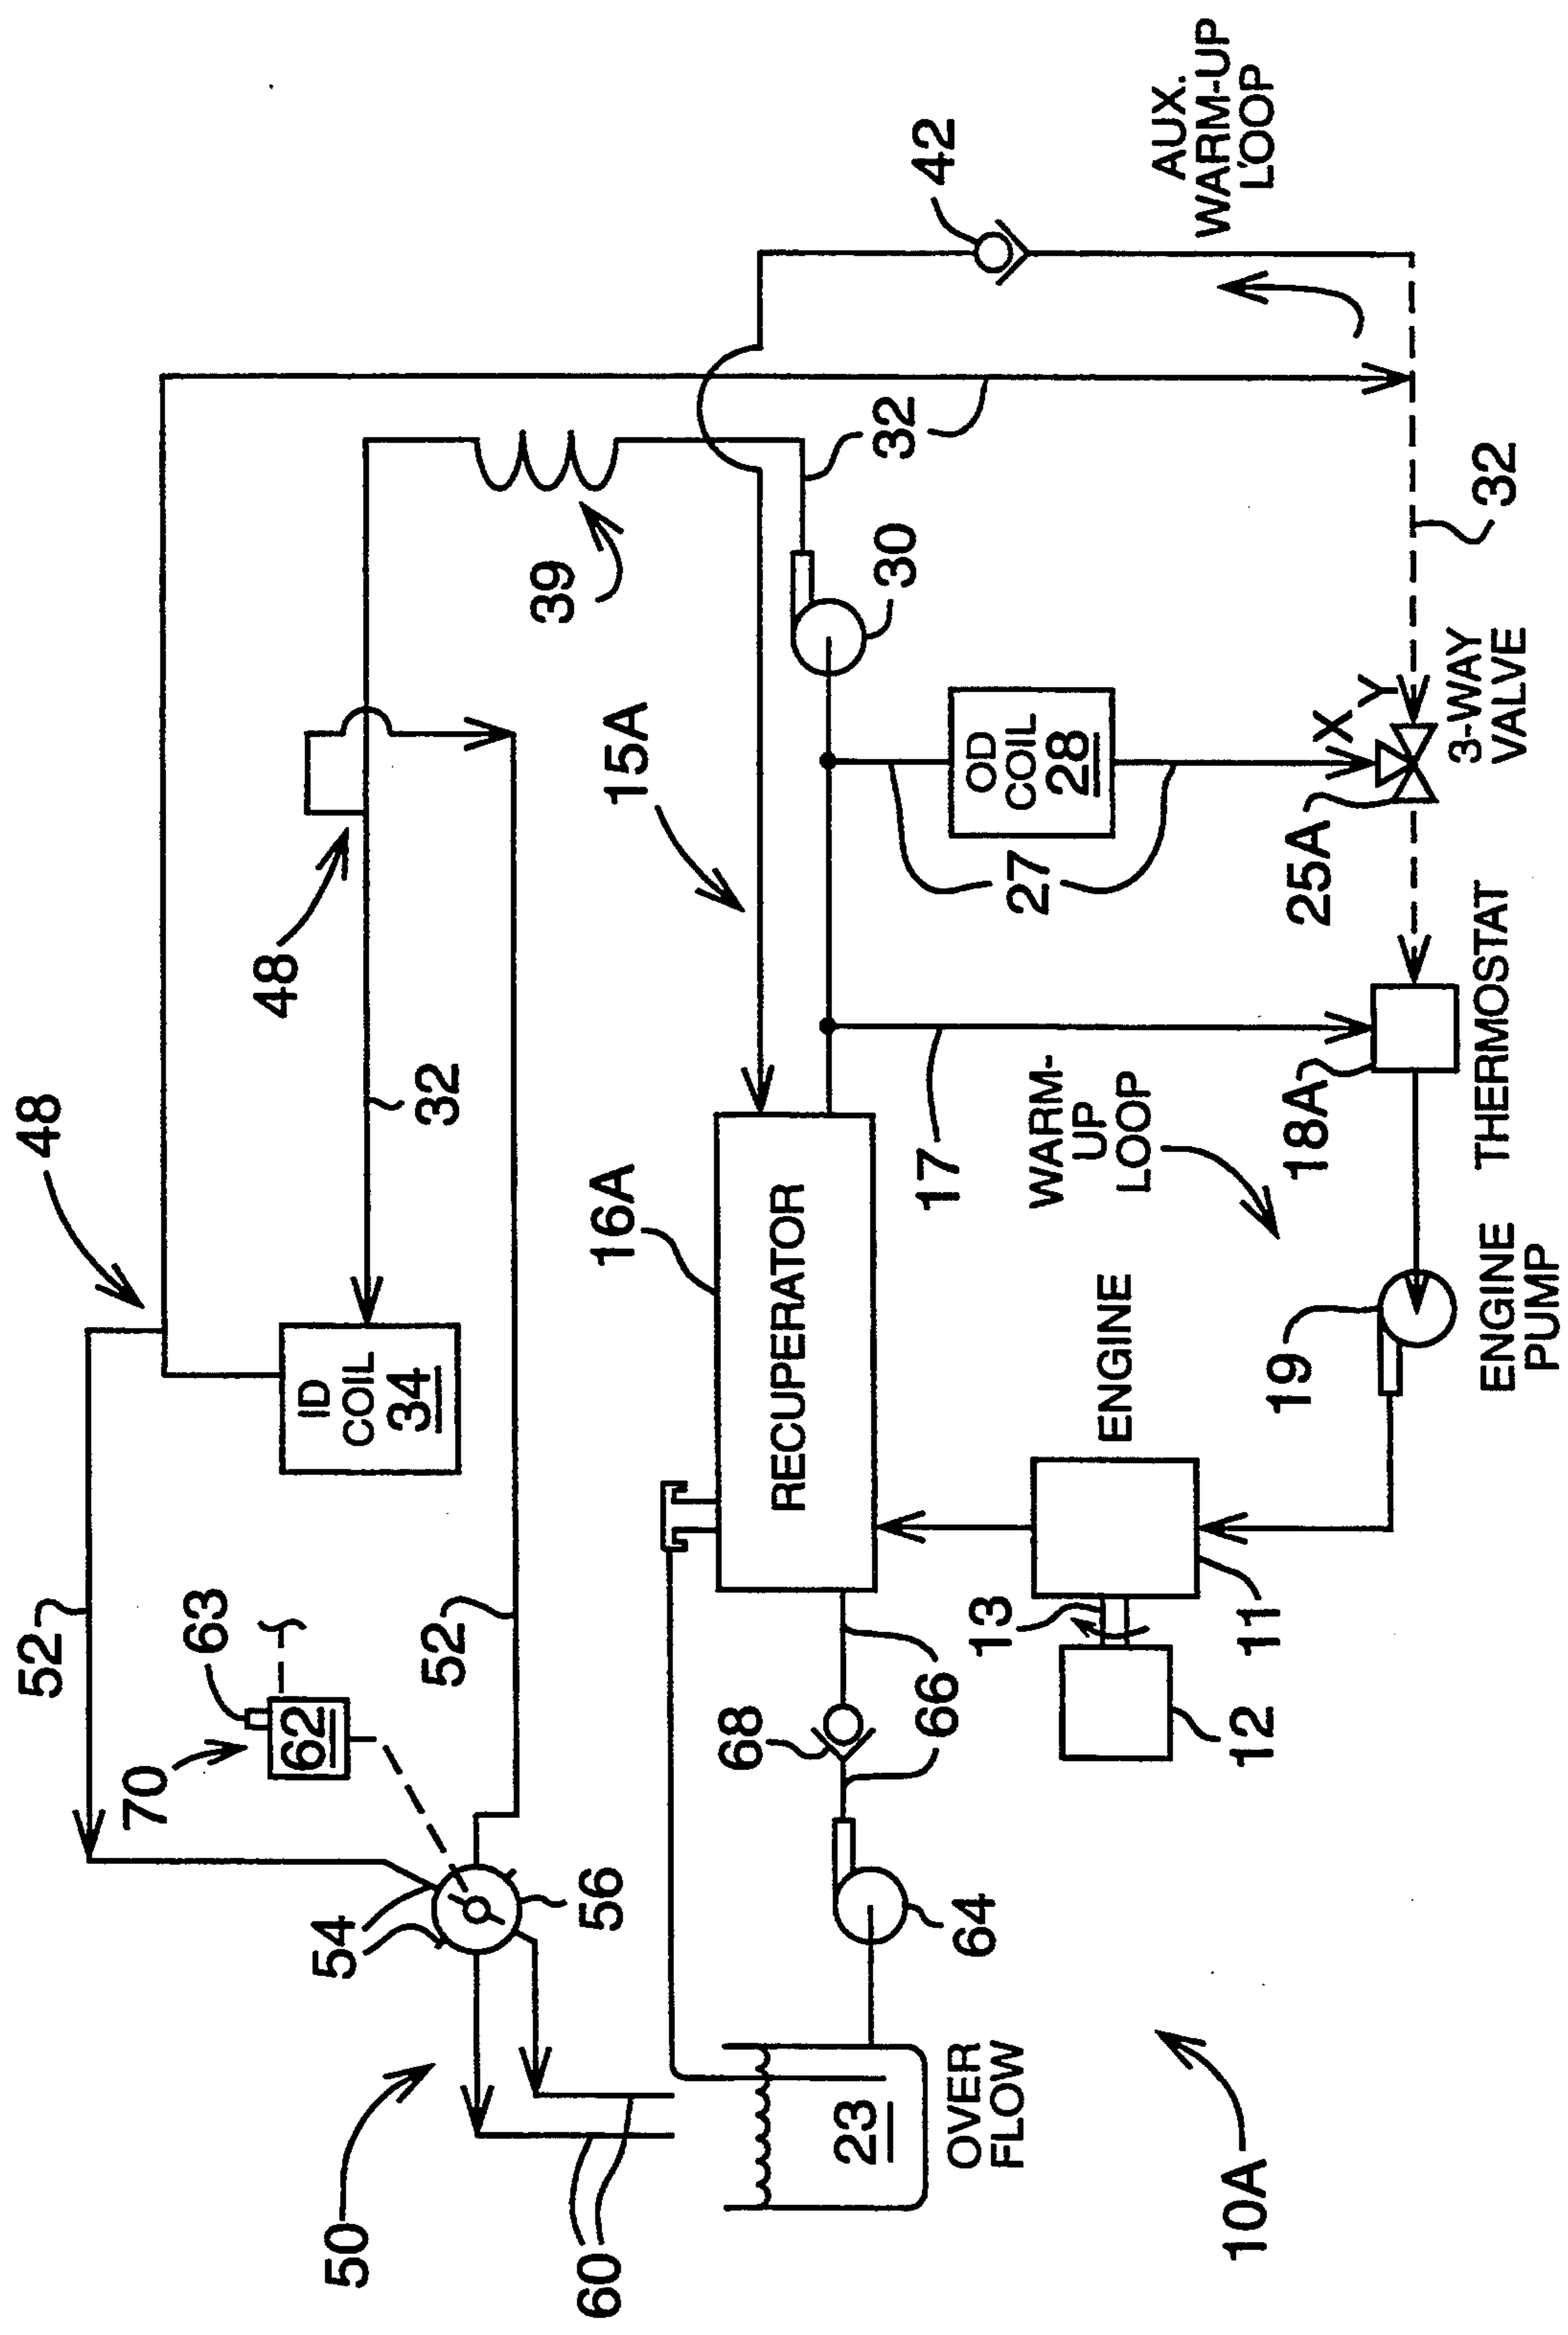 50
60
54
56
70
63
62
52
52
48
ID
COIL
34
32
48
39
15A
32
30
42
AUX.
WARM-UP
LOOP
OVER
FLOW
23
64
68
66
RECUPERATOR
16A
17
OD
COIL
28
27
32
10A
12
13
11
ENGINE
WARM-
UP
LOOP
19
ENGINE
PUMP
18A
THERMOSTAT
25A
X
Y
3-WAY
VALVE